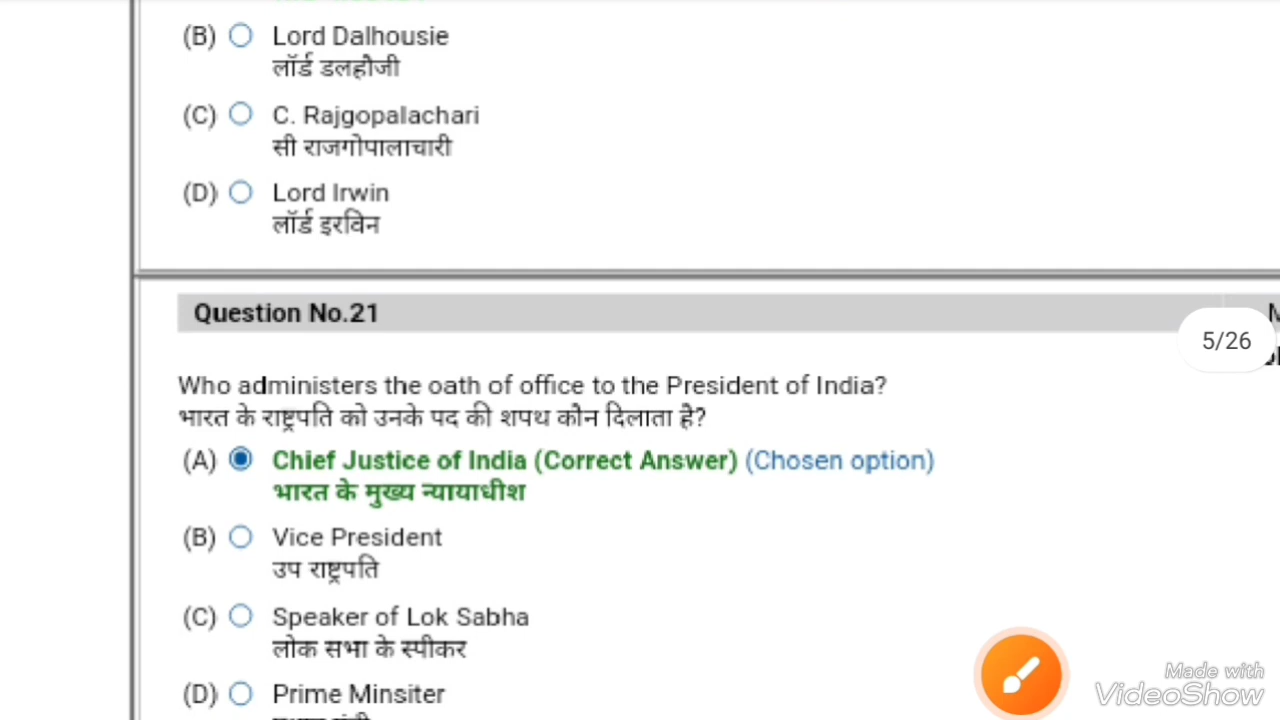 (B) Lord Dalhousie
लॉर्ड डलहौजी
(C) C. Rajgopalachari
सी राजगोपालाचारी
(D) Lord Irwin
लॉर्ड इरविन
Question No.21
5/26
Who administers the oath of office to the President of India?
भारत के राष्ट्रपति को उनके पद की शपथ कौन दिलाता है?
(A) Chief Justice of India (Correct Answer) (Chosen option)
भारत के मुख्य न्यायाधीश
(B) Vice President
उप राष्ट्रपति
(C) Speaker of Lok Sabha
लोक सभा के स्पीकर
(D) Prime Minsiter
Made with
VideoShow